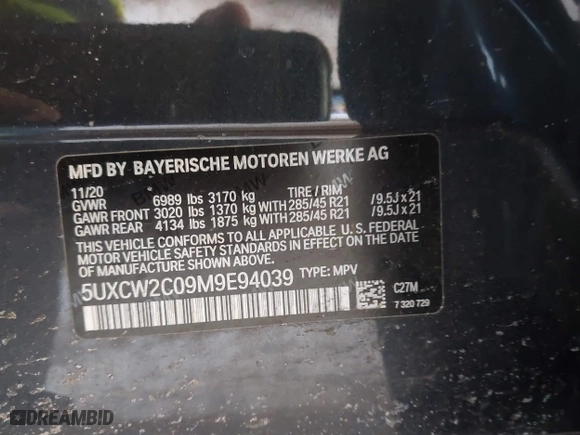 MFD BY BAYERISCHE MOTOREN WERKE AG
11/20
GVWR 6989 lbs 3170 kg TIRE / RIM
GAWR FRONT 3020 lbs 1370 kg WITH 285/45 R21 / 9.5J x 21
GAWR REAR 4134 lbs 1875 kg WITH 285/45 R21 / 9.5J x 21
THIS VEHICLE CONFORMS TO ALL APPLICABLE U. S. FEDERAL
MOTOR VEHICLE SAFETY STANDARDS IN EFFECT ON THE
DATE OF MANUFACTURE SHOWN ABOVE.
5UXCW2C09M9E94039 TYPE: MPV
C27M
7 320 729
DREAMBID